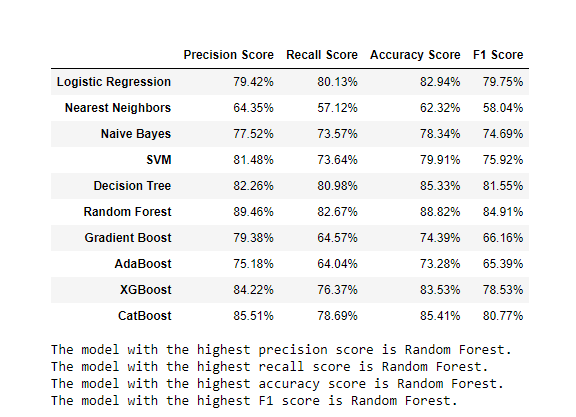 Precision Score Recall Score Accuracy Score F1 Score
Logistic Regression 79.42% 80.13% 82.94% 79.75%
Nearest Neighbors 64.35% 57.12% 62.32% 58.04%
Naive Bayes 77.52% 73.57% 78.34% 74.69%
SVM 81.48% 73.64% 79.91% 75.92%
Decision Tree 82.26% 80.98% 85.33% 81.55%
Random Forest 89.46% 82.67% 88.82% 84.91%
Gradient Boost 79.38% 64.57% 74.39% 66.16%
AdaBoost 75.18% 64.04% 73.28% 65.39%
XGBoost 84.22% 76.37% 83.53% 78.53%
CatBoost 85.51% 78.69% 85.41% 80.77%
The model with the highest precision score is Random Forest.
The model with the highest recall score is Random Forest.
The model with the highest accuracy score is Random Forest.
The model with the highest F1 score is Random Forest.